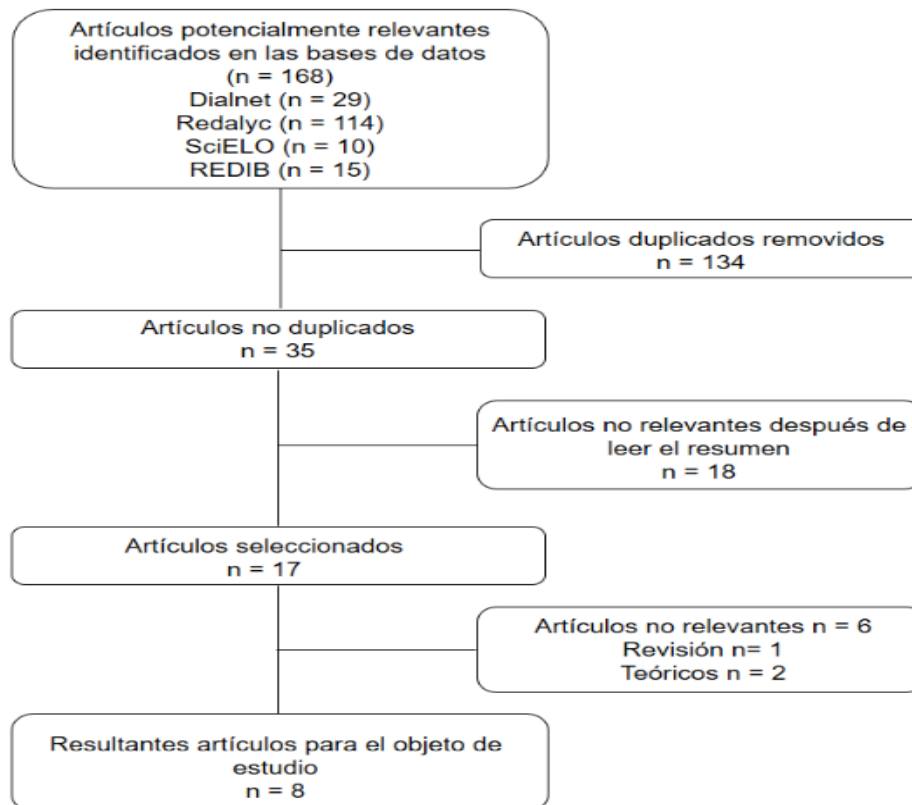 Artículos potencialmente relevantes
identificados en las bases de datos
(n = 168)
Dialnet (n = 29)
Redalyc (n = 114)
SciELO (n = 10)
REDIB (n = 15)
Artículos duplicados removidos
n = 134
Artículos no duplicados
n = 35
Artículos no relevantes después de
leer el resumen
n = 18
Artículos seleccionados
n = 17
Artículos no relevantes n = 6
Revisión n= 1
Teóricos n = 2
Resultantes artículos para el objeto de
estudio
n = 8